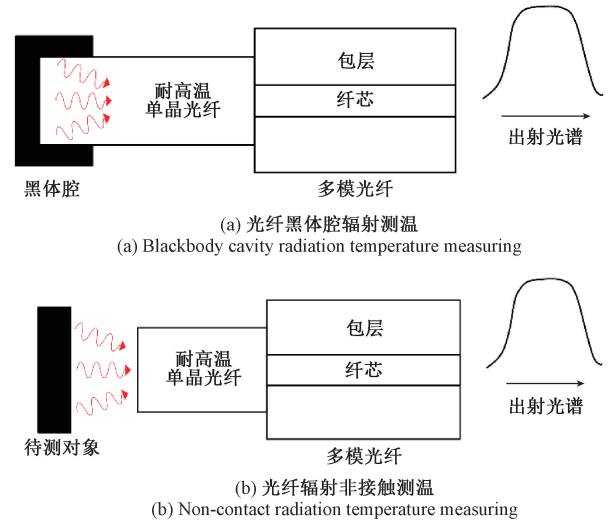 包层
耐高温
单晶光纤
纤芯
出射光谱
黑体腔
多模光纤
(a) 光纤黑体腔辐射测温
(a) Blackbody cavity radiation temperature measuring
包层
耐高温
单晶光纤
纤芯
出射光谱
待测对象
多模光纤
(b) 光纤辐射非接触测温
(b) Non-contact radiation temperature measuring